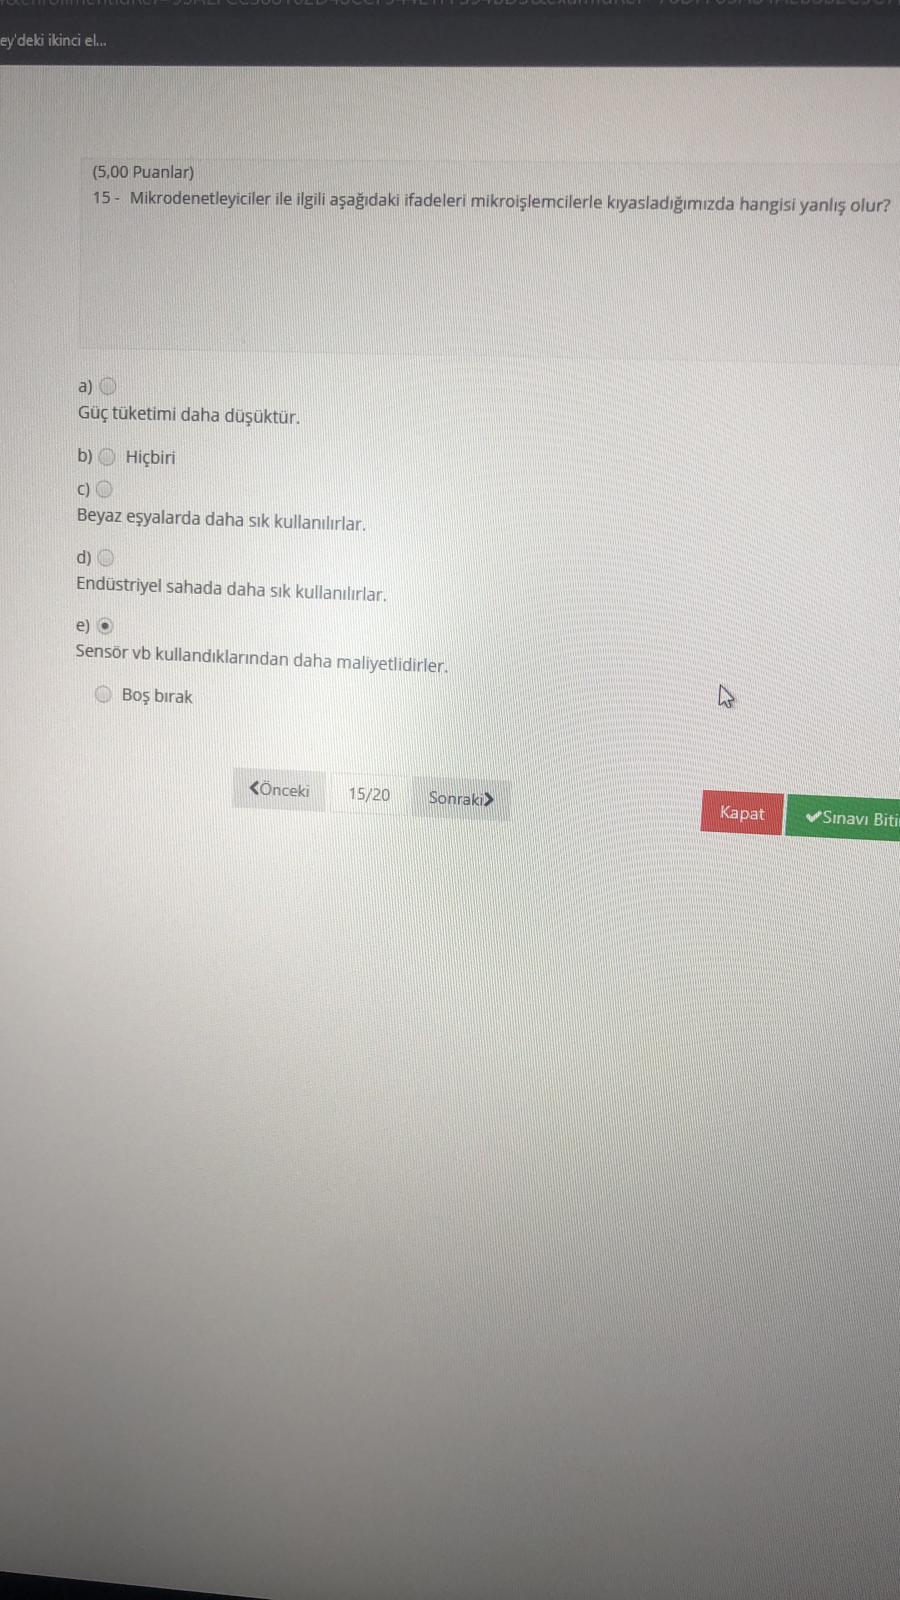 ey'deki ikinci el...
(5,00 Puanlar)
15 - Mikrodenetleyiciler ile ilgili aşağıdaki ifadeleri mikroişlemcilerle kıyasladığımızda hangisi yanlış olur?
a)
Güç tüketimi daha düşüktür.
b) Hiçbiri
c)
Beyaz eşyalarda daha sık kullanılırlar.
d)
Endüstriyel sahada daha sık kullanılırlar.
e)
Sensör vb kullandıklarından daha maliyetlidirler.
Boş bırak
Önceki 15/20 Sonraki
Kapat Sınavı Biti